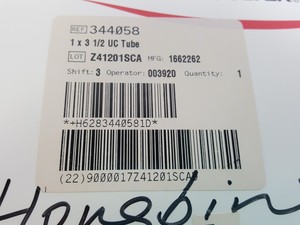 REF 344058
1 x 3 1/2 UC Tube
LOT Z41201SCA MFG: 1662262
Shift: 3 Operator: 003920 Quantity: 1
*+H6283440581D*
(22)9000017Z41201SCA
Hongbin